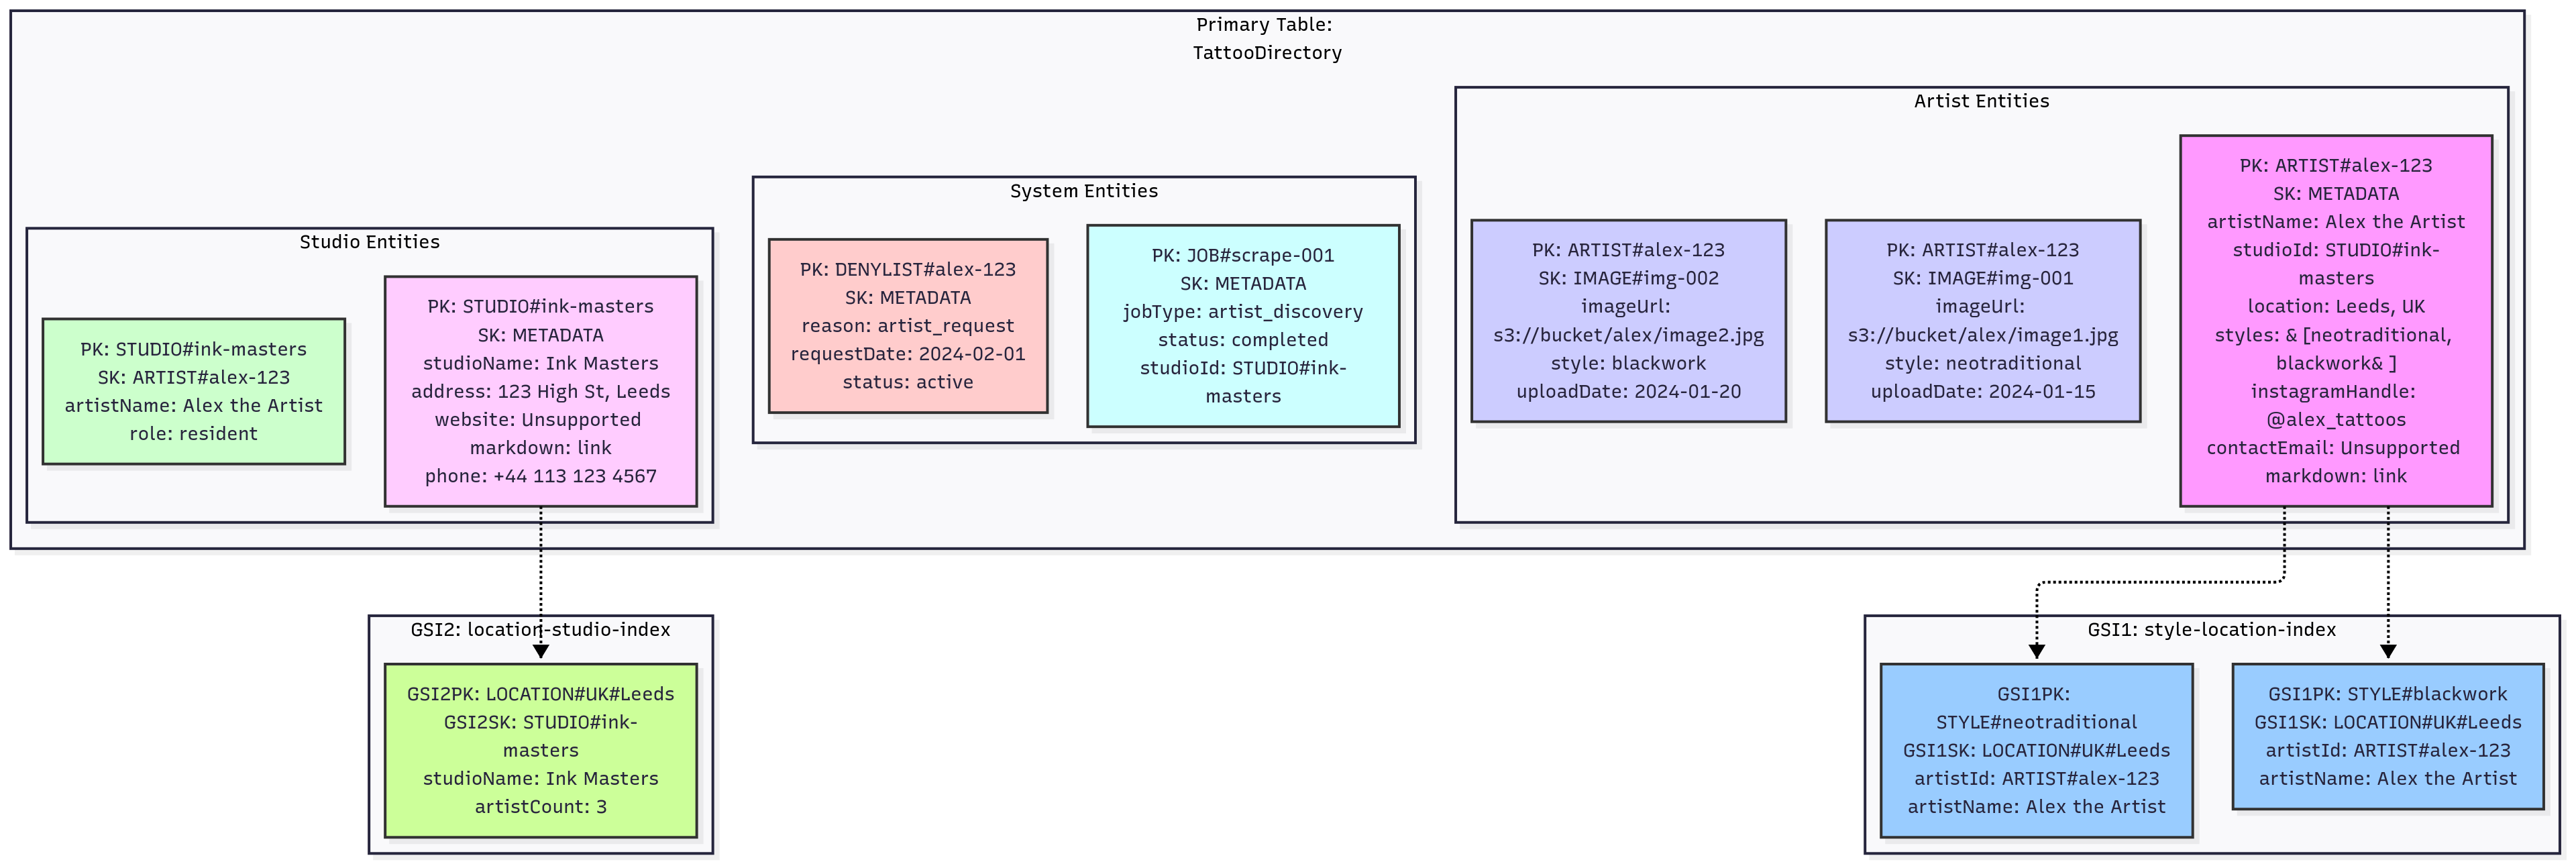 Primary Table:
TattooDirectory
Studio Entities
PK: STUDIO#ink-masters
SK: ARTIST#alex-123
artistName: Alex the Artist
role: resident
PK: STUDIO#ink-masters
SK: METADATA
studioName: Ink Masters
address: 123 High St, Leeds
website: Unsupported
markdown: link
phone: +44 113 123 4567
System Entities
PK: DENYLIST#alex-123
SK: METADATA
reason: artist_request
requestDate: 2024-02-01
status: active
PK: JOB#scrape-001
SK: METADATA
jobType: artist_discovery
status: completed
studioId: STUDIO#ink-
masters
Artist Entities
PK: ARTIST#alex-123
SK: IMAGE#img-002
imageUrl:
s3://bucket/alex/image2.jpg
style: blackwork
uploadDate: 2024-01-20
PK: ARTIST#alex-123
SK: IMAGE#img-001
imageUrl:
s3://bucket/alex/image1.jpg
style: neotraditional
uploadDate: 2024-01-15
PK: ARTIST#alex-123
SK: METADATA
artistName: Alex the Artist
studioId: STUDIO#ink-
masters
location: Leeds, UK
styles: & [neotraditional,
blackwork& ]
instagramHandle:
@alex_tattoos
contactEmail: Unsupported
markdown: link
GSI2: location-studio-index
GSI2PK: LOCATION#UK#Leeds
GSI2SK: STUDIO#ink-
masters
studioName: Ink Masters
artistCount: 3
GSI1: style-location-index
GSI1PK:
STYLE#neotraditional
GSI1SK: LOCATION#UK#Leeds
artistId: ARTIST#alex-123
artistName: Alex the Artist
GSI1PK: STYLE#blackwork
GSI1SK: LOCATION#UK#Leeds
artistId: ARTIST#alex-123
artistName: Alex the Artist